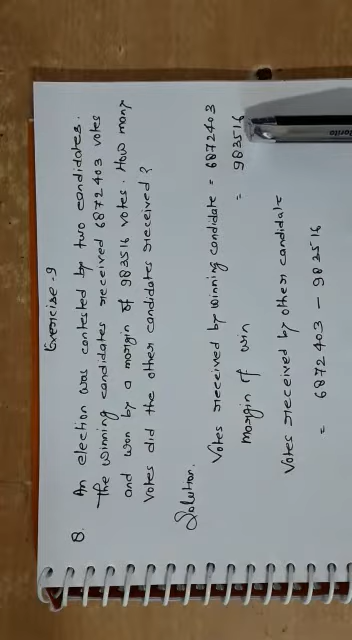 Exercise-9
8. An election was contested by two candidates.
the winning candidates received 6872403 votes
and won by a margin of 983516 votes. How many
votes did the other candidates received?
Solution.
Votes received by winning candidate = 6872403
margin of win = 983516
Votes received by other candidate
= 6872403 - 983516